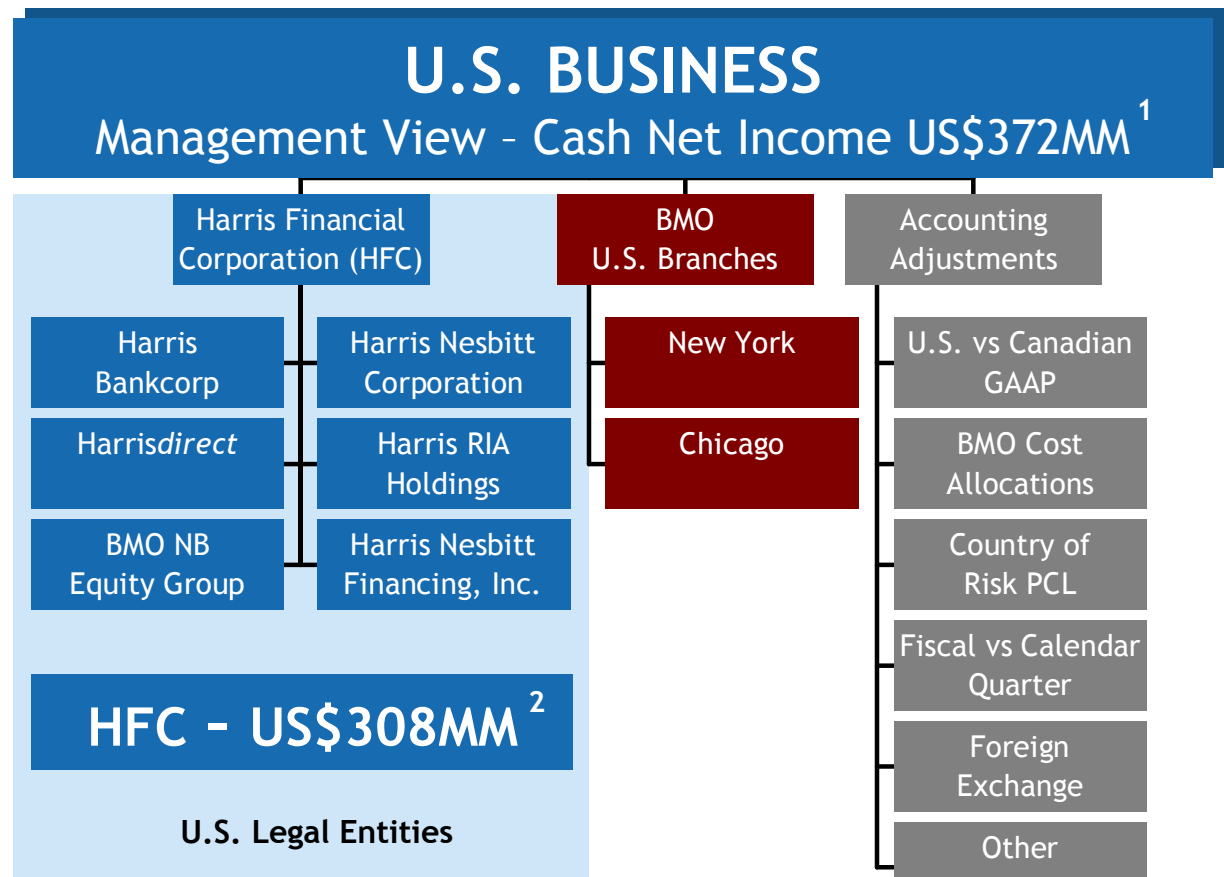 U.S. BUSINESS
Management View – Cash Net Income US$372MM 1
Harris Financial
Corporation (HFC)
Harris
Bankcorp
Harris Nesbitt
Corporation
Harrisdirect
Harris RIA
Holdings
BMO NB
Equity Group
Harris Nesbitt
Financing, Inc.
HFC – US$308MM 2
U.S. Legal Entities
BMO
U.S. Branches
New York
Chicago
Accounting
Adjustments
U.S. vs Canadian
GAAP
BMO Cost
Allocations
Country of
Risk PCL
Fiscal vs Calendar
Quarter
Foreign
Exchange
Other